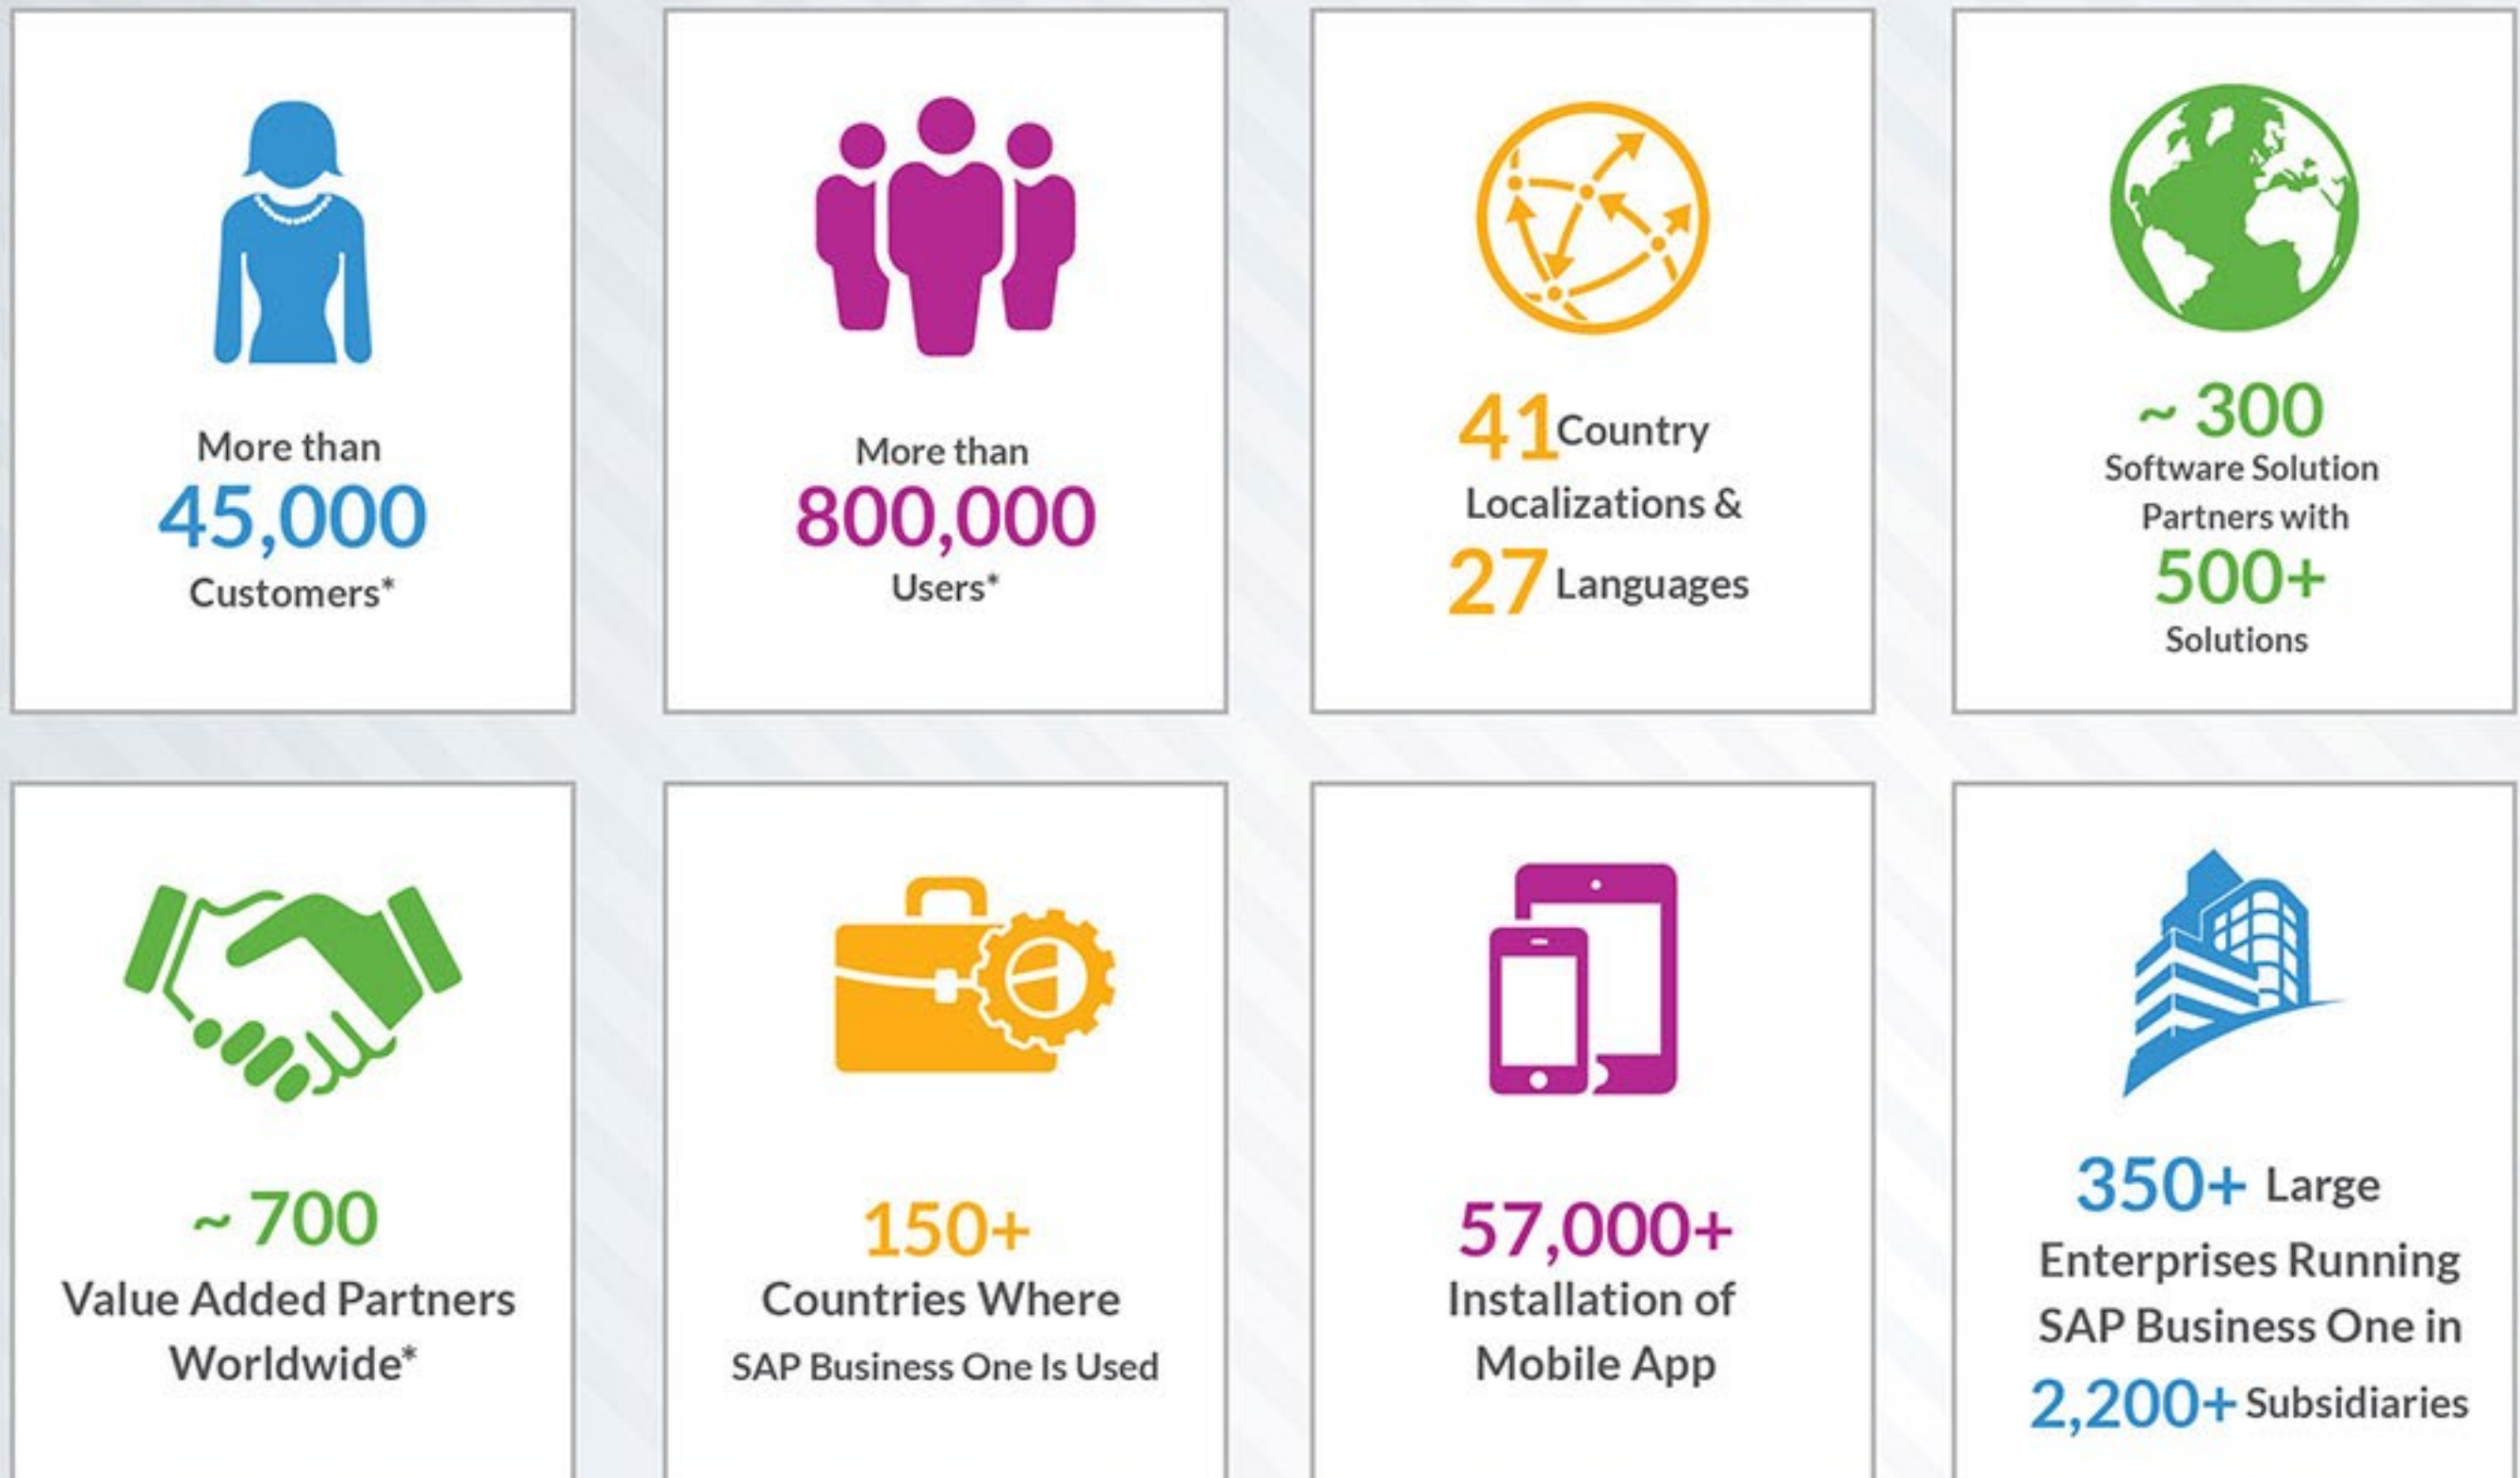 More than
45,000
Customers*
More than
800,000
Users*
41 Country
Localizations &
27 Languages
~ 300
Software Solution
Partners with
500+
Solutions
~ 700
Value Added Partners
Worldwide*
150+
Countries Where
SAP Business One Is Used
57,000+
Installation of
Mobile App
350+ Large
Enterprises Running
SAP Business One in
2,200+ Subsidiaries